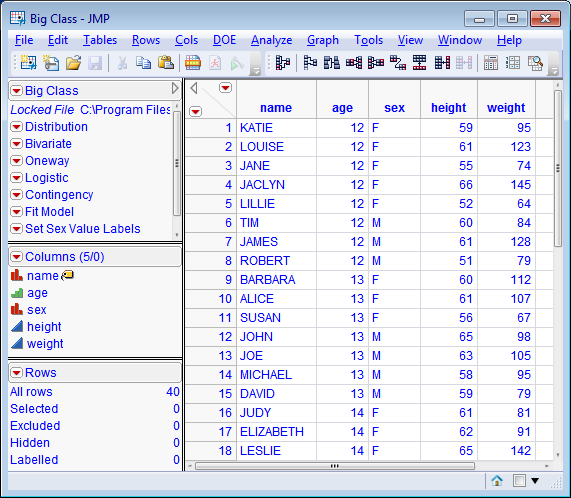 Big Class - JMP
File Edit Tables Rows Cols DOE Analyze Graph Tools View Window Help
Big Class
Locked File C:\Program Files
Distribution
Bivariate
Oneway
Logistic
Contingency
Fit Model
Set Sex Value Labels
Columns (5/0)
name
age
sex
height
weight
Rows
All rows 40
Selected 0
Excluded 0
Hidden 0
Labelled 0
name age sex height weight
1 KATIE 12 F 59 95
2 LOUISE 12 F 61 123
3 JANE 12 F 55 74
4 JACLYN 12 F 66 145
5 LILLIE 12 F 52 64
6 TIM 12 M 60 84
7 JAMES 12 M 61 128
8 ROBERT 12 M 51 79
9 BARBARA 13 F 60 112
10 ALICE 13 F 61 107
11 SUSAN 13 F 56 67
12 JOHN 13 M 65 98
13 JOE 13 M 63 105
14 MICHAEL 13 M 58 95
15 DAVID 13 M 59 79
16 JUDY 14 F 61 81
17 ELIZABETH 14 F 62 91
18 LESLIE 14 F 65 142